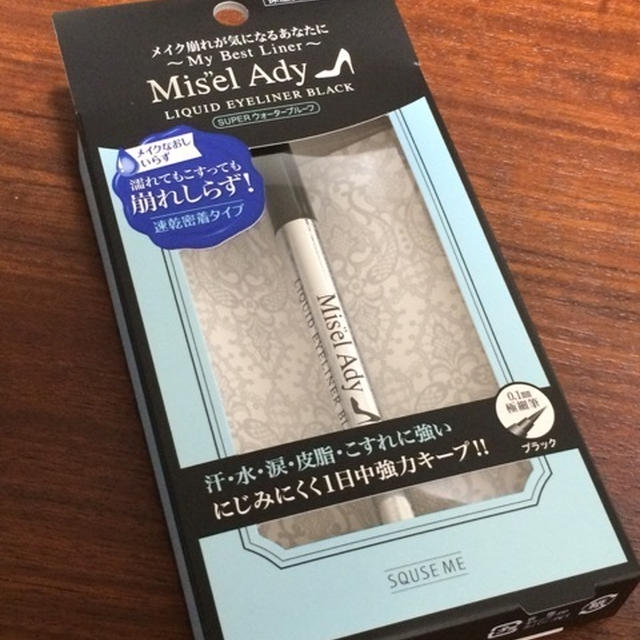 メイク崩れが気になるあなたに
～My Best Liner～
Mis"el Ady
LIQUID EYELINER BLACK
SUPERウォータープルーフ
メイクなおし
いらず
濡れてもこすっても
崩れしらず!
速乾密着タイプ
Mis"el Ady
LIQUID EYELINER BL
0.1mm
極細筆
ブラック
汗・水・涙・皮脂・こすれに強い
にじみにくく1日中強力キープ!!
SQUSE ME